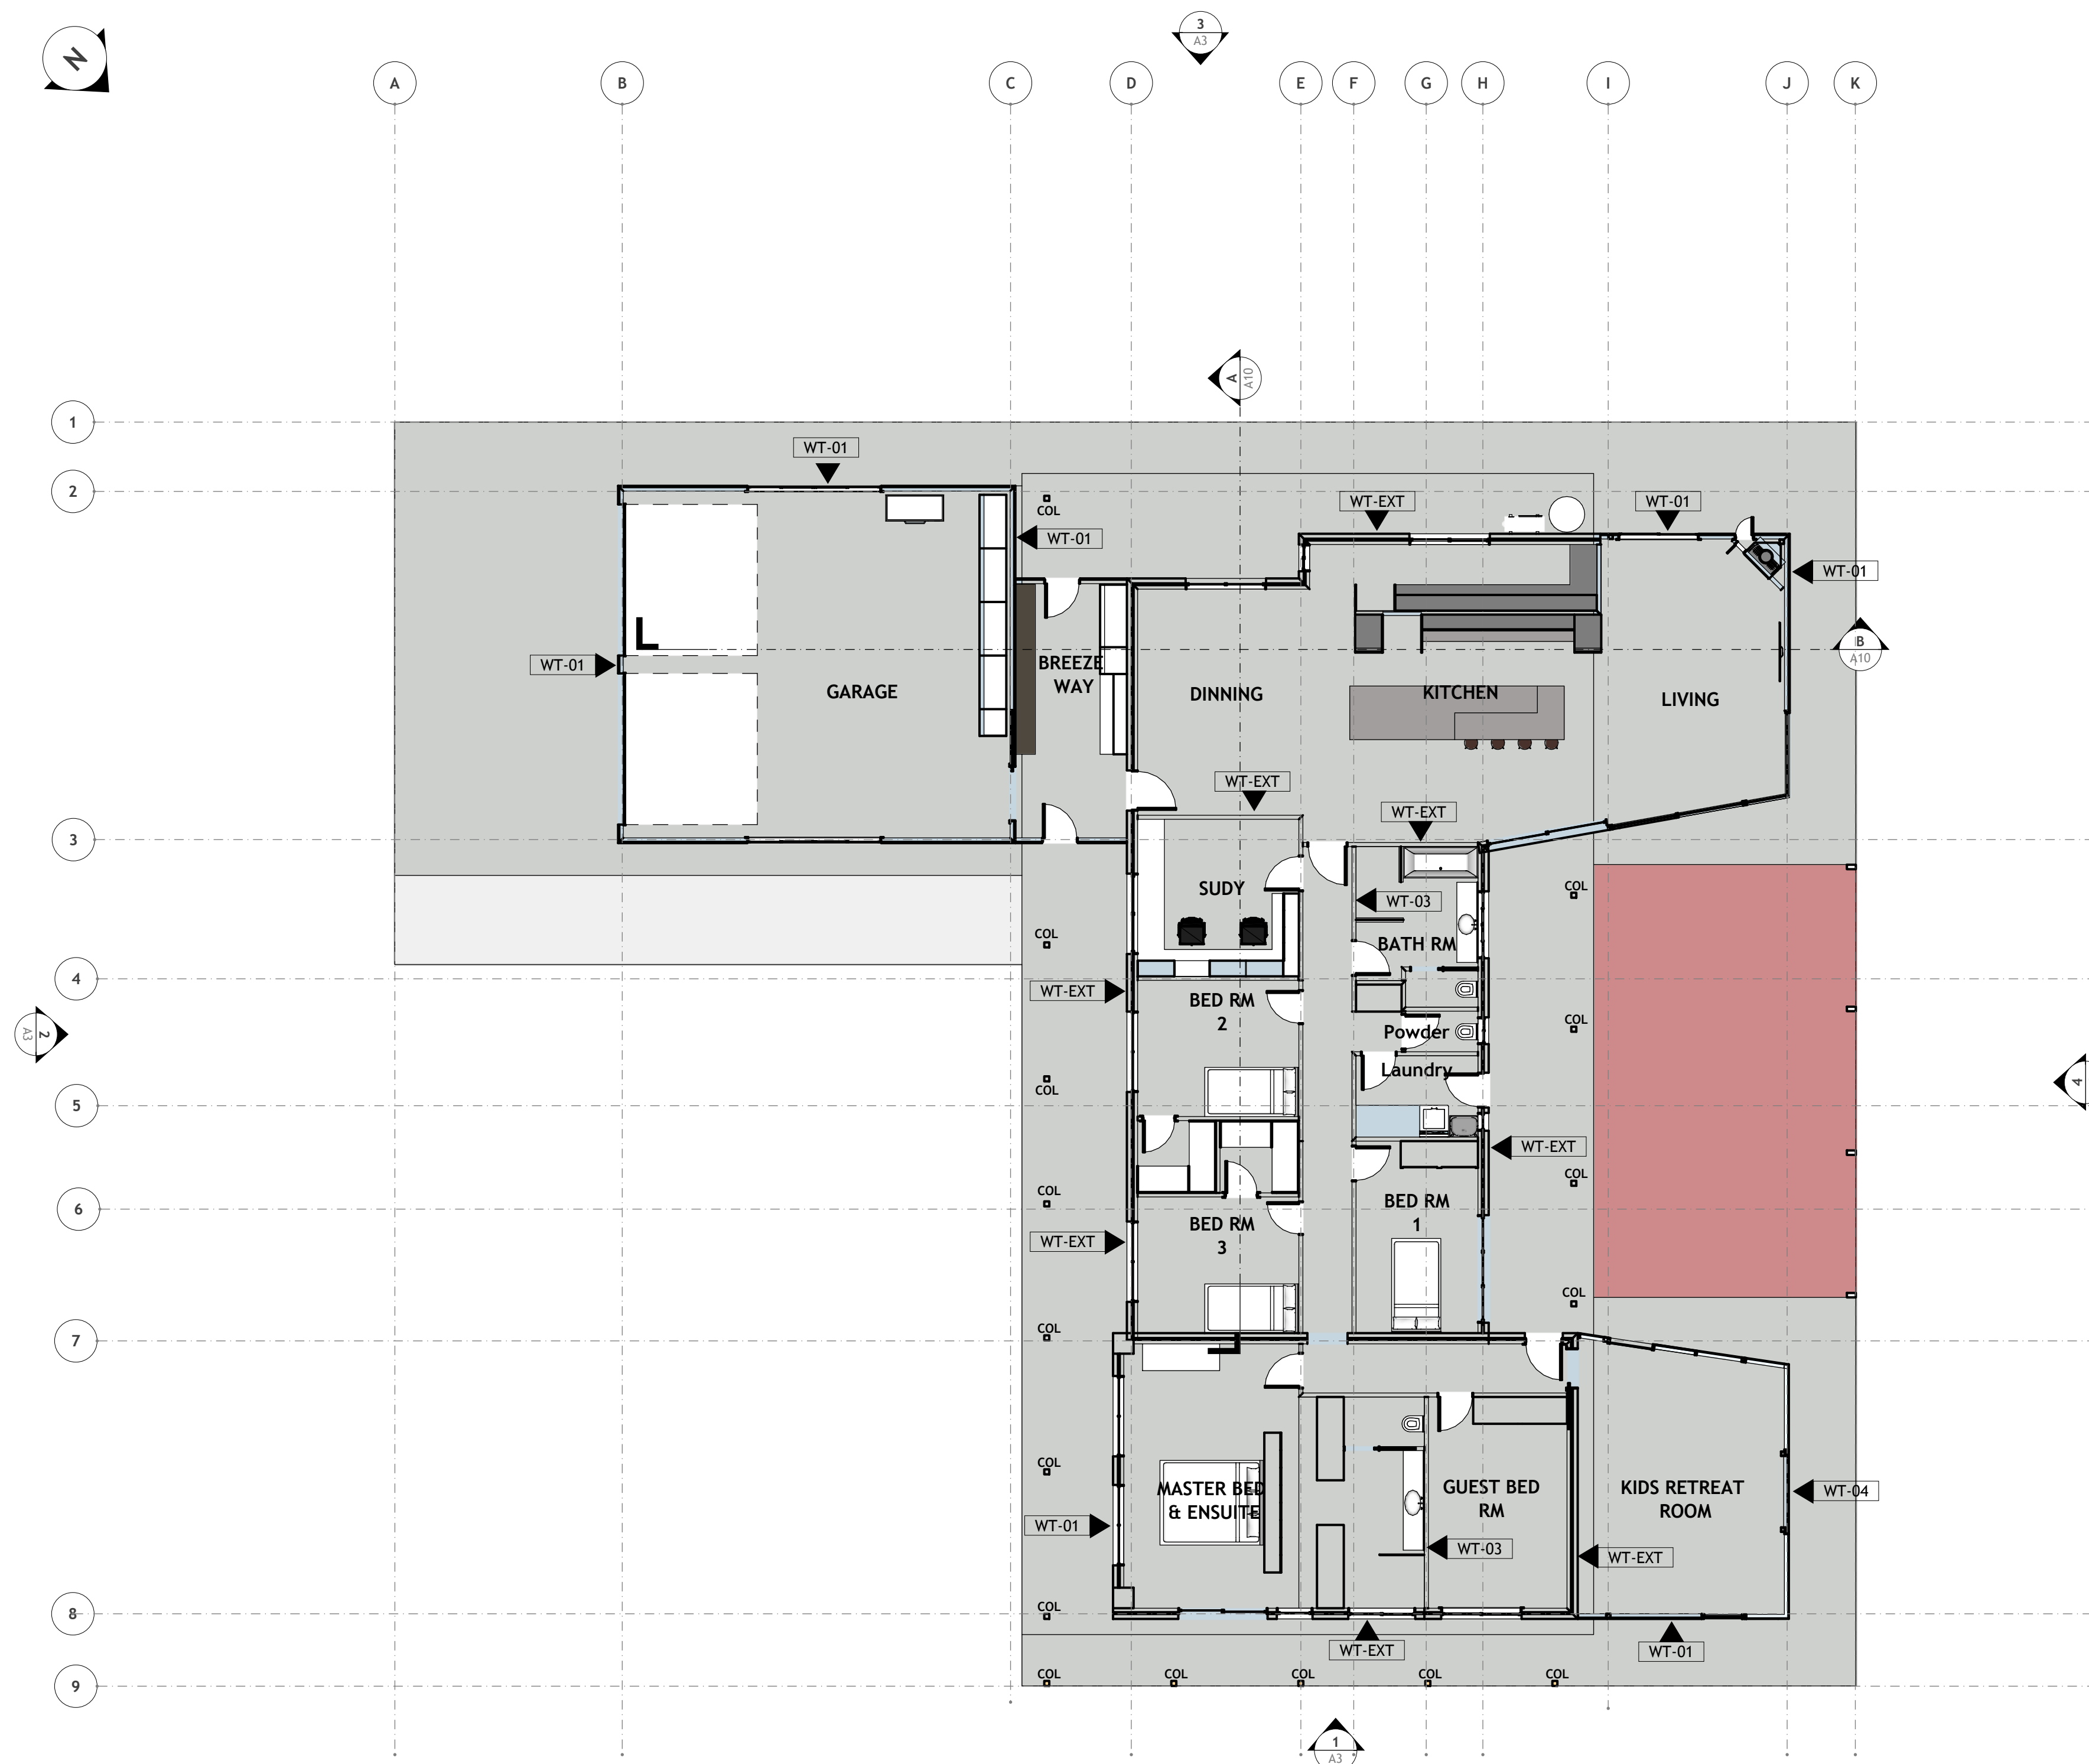 3
A3
N
A B C D E F G H I J K
A
A10
1
WT-01
2
COL
WT-EXT
WT-01
WT-01
WT-01
B
A10
WT-01
BREEZE
WAY
GARAGE
DINNING
KITCHEN
LIVING
WT-EXT
WT-EXT
3
SUDY
COL
WT-03
COL
BATH RM
4
WT-EXT
BED RM
2
COL
2
A3
Powder
Laundry
4
COL
5
WT-EXT
COL
COL
BED RM
1
6
BED RM
3
WT-EXT
COL
COL
7
COL
MASTER BED
& ENSUITE
GUEST BED
RM
KIDS RETREAT
ROOM
WT-04
WT-01
WT-03
WT-EXT
COL
8
WT-EXT
WT-01
COL COL COL COL COL
9
1
A3